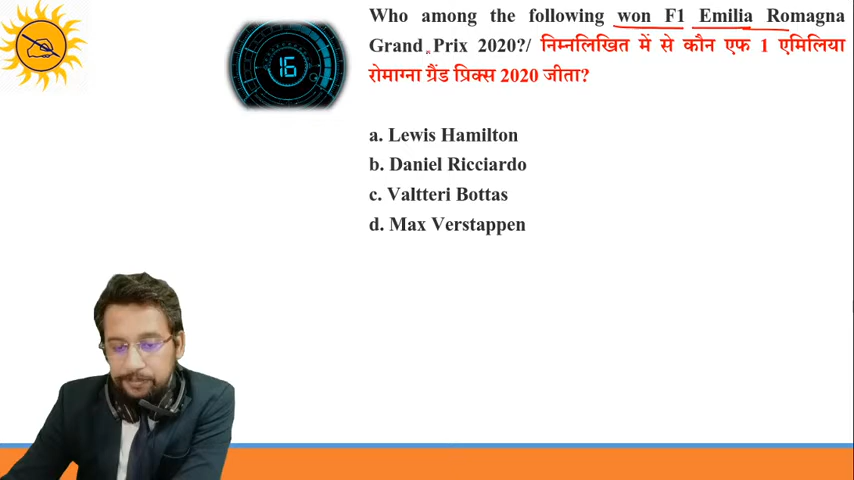 Who among the following won F1 Emilia Romagna
Grand Prix 2020?/ निम्नलिखित में से कौन एफ 1 एमिलिया
रोमाग्ना ग्रैंड प्रिक्स 2020 जीता?
16
a. Lewis Hamilton
b. Daniel Ricciardo
c. Valtteri Bottas
d. Max Verstappen